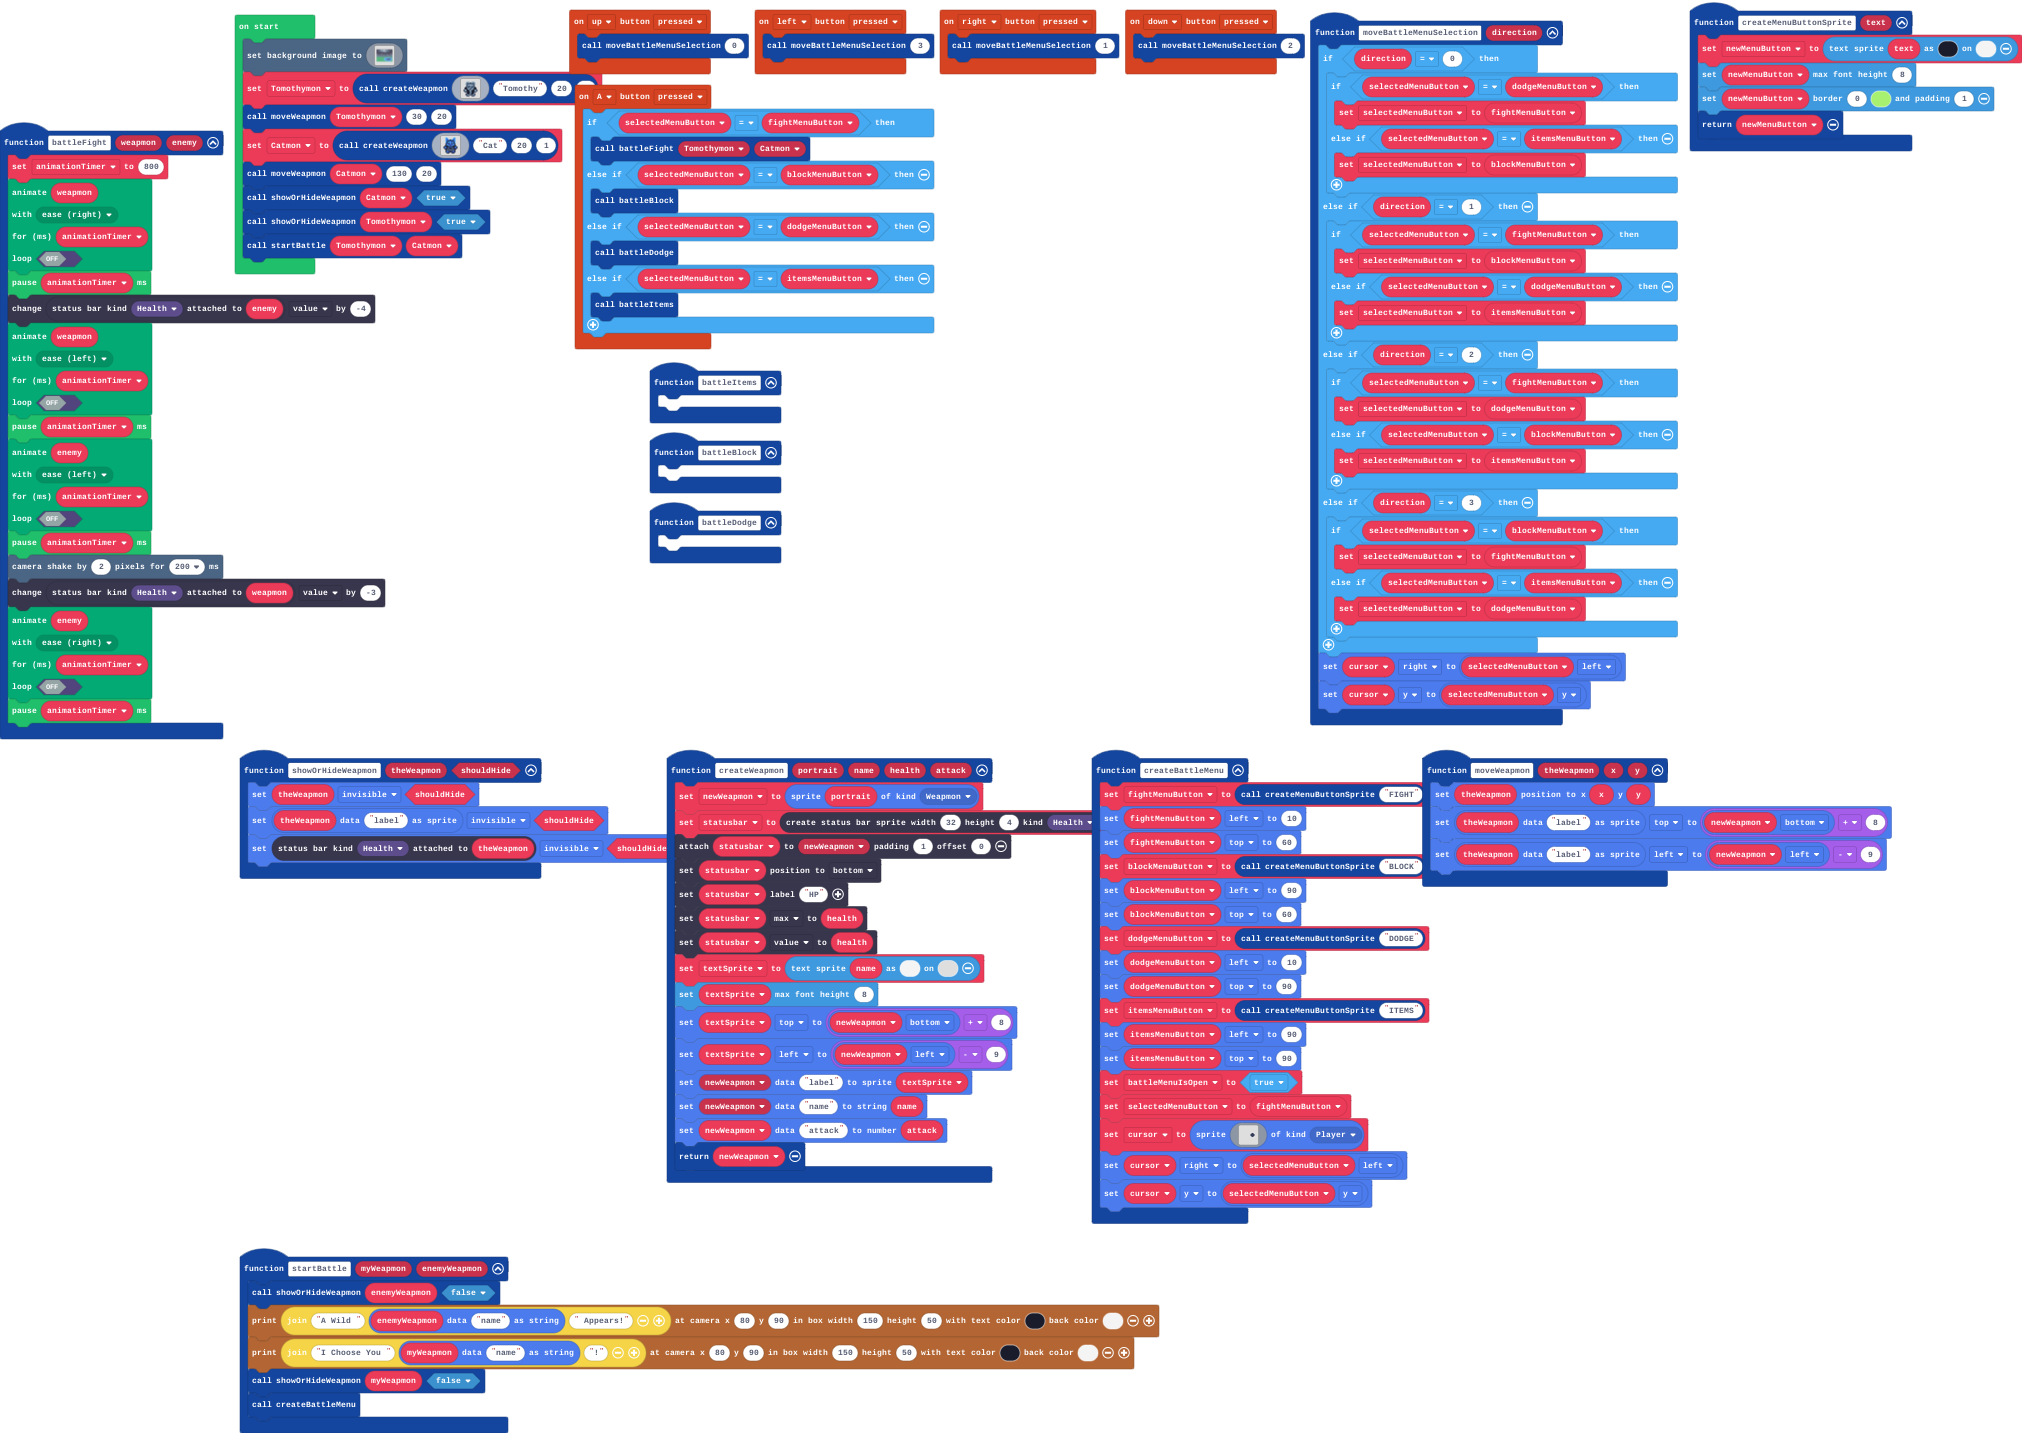 on start
set background image to
set Tomothymon to call createWeapmon "Tomothy" 20
call moveWeapmon Tomothymon 30 20
set Catmon to call createWeapmon "Cat" 20 1
call moveWeapmon Catmon 130 20
call showOrHideWeapmon Catmon true
call showOrHideWeapmon Tomothymon true
call startBattle Tomothymon Catmon
on up button pressed
call moveBattleMenuSelection 0
on left button pressed
call moveBattleMenuSelection 3
on right button pressed
call moveBattleMenuSelection 1
on down button pressed
call moveBattleMenuSelection 2
on A button pressed
if selectedMenuButton = fightMenuButton then
call battleFight Tomothymon Catmon
else if selectedMenuButton = blockMenuButton then
call battleBlock
else if selectedMenuButton = dodgeMenuButton then
call battleDodge
else if selectedMenuButton = itemsMenuButton then
call battleItems
function battleItems
function battleBlock
function battleDodge
function moveBattleMenuSelection direction
if direction = 0 then
if selectedMenuButton = dodgeMenuButton then
set selectedMenuButton to fightMenuButton
else if selectedMenuButton = itemsMenuButton then
set selectedMenuButton to blockMenuButton
else if direction = 1 then
if selectedMenuButton = fightMenuButton then
set selectedMenuButton to blockMenuButton
else if selectedMenuButton = dodgeMenuButton then
set selectedMenuButton to itemsMenuButton
else if direction = 2 then
if selectedMenuButton = fightMenuButton then
set selectedMenuButton to dodgeMenuButton
else if selectedMenuButton = blockMenuButton then
set selectedMenuButton to itemsMenuButton
else if direction = 3 then
if selectedMenuButton = blockMenuButton then
set selectedMenuButton to fightMenuButton
else if selectedMenuButton = itemsMenuButton then
set selectedMenuButton to dodgeMenuButton
set cursor right to selectedMenuButton left
set cursor y to selectedMenuButton y
function createMenuButtonSprite text
set newMenuButton to text sprite text as on
set newMenuButton max font height 8
set newMenuButton border 0 and padding 1
return newMenuButton
function battleFight weapmon enemy
set animationTimer to 800
animate weapmon
with ease (right)
for (ms) animationTimer
loop OFF
pause animationTimer ms
change status bar kind Health attached to enemy value by -4
animate weapmon
with ease (left)
for (ms) animationTimer
loop OFF
pause animationTimer ms
animate enemy
with ease (left)
for (ms) animationTimer
loop OFF
pause animationTimer ms
camera shake by 2 pixels for 200 ms
change status bar kind Health attached to weapmon value by -3
animate enemy
with ease (right)
for (ms) animationTimer
loop OFF
pause animationTimer ms
function showOrHideWeapmon theWeapmon shouldHide
set theWeapmon invisible shouldHide
set theWeapmon data "label" as sprite invisible shouldHide
set status bar kind Health attached to theWeapmon invisible shouldHide
function createWeapmon portrait name health attack
set newWeapmon to sprite portrait of kind Weapmon
set statusbar to create status bar sprite width 32 height 4 kind Health
attach statusbar to newWeapmon padding 1 offset 0
set statusbar position to bottom
set statusbar label "HP"
set statusbar max to health
set statusbar value to health
set textSprite to text sprite name as on
set textSprite max font height 8
set textSprite top to newWeapmon bottom + 8
set textSprite left to newWeapmon left - 9
set newWeapmon data "label" to sprite textSprite
set newWeapmon data "name" to string name
set newWeapmon data "attack" to number attack
return newWeapmon
function createBattleMenu
set fightMenuButton to call createMenuButtonSprite "FIGHT"
set fightMenuButton left to 10
set fightMenuButton top to 60
set blockMenuButton to call createMenuButtonSprite "BLOCK"
set blockMenuButton left to 90
set blockMenuButton top to 60
set dodgeMenuButton to call createMenuButtonSprite "DODGE"
set dodgeMenuButton left to 10
set dodgeMenuButton top to 90
set itemsMenuButton to call createMenuButtonSprite "ITEMS"
set itemsMenuButton left to 90
set itemsMenuButton top to 90
set battleMenuIsOpen to true
set selectedMenuButton to fightMenuButton
set cursor to sprite of kind Player
set cursor right to selectedMenuButton left
set cursor y to selectedMenuButton y
function moveWeapmon theWeapmon x y
set theWeapmon position to x x y y
set theWeapmon data "label" as sprite top to newWeapmon bottom + 8
set theWeapmon data "label" as sprite left to newWeapmon left - 9
function startBattle myWeapmon enemyWeapmon
call showOrHideWeapmon enemyWeapmon false
print join "A Wild " enemyWeapmon data "name" as string " Appears!" at camera x 80 y 90 in box width 150 height 50 with text color back color
print join "I Choose You " myWeapmon data "name" as string "!" at camera x 80 y 90 in box width 150 height 50 with text color back color
call showOrHideWeapmon myWeapmon false
call createBattleMenu